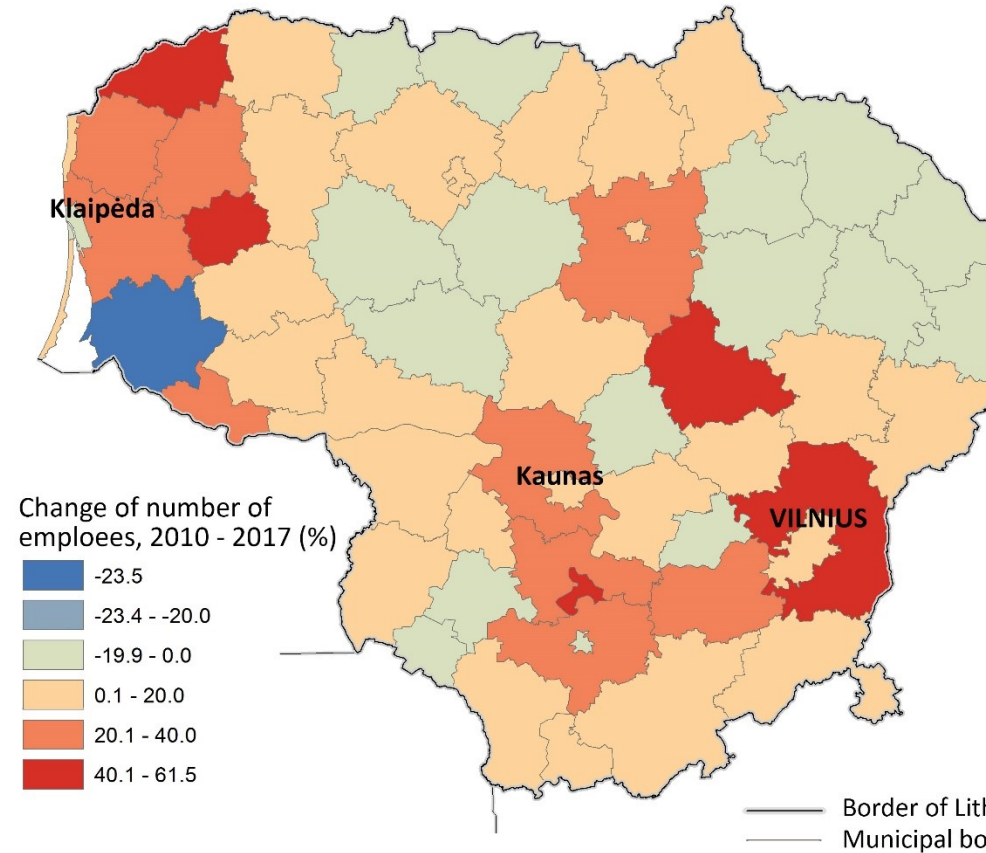 Klaipėda
Kaunas
VILNIUS
Change of number of
emploees, 2010 - 2017 (%)
-23.5
-23.4 - -20.0
-19.9 - 0.0
0.1 - 20.0
20.1 - 40.0
40.1 - 61.5
Border of Lith
Municipal bo